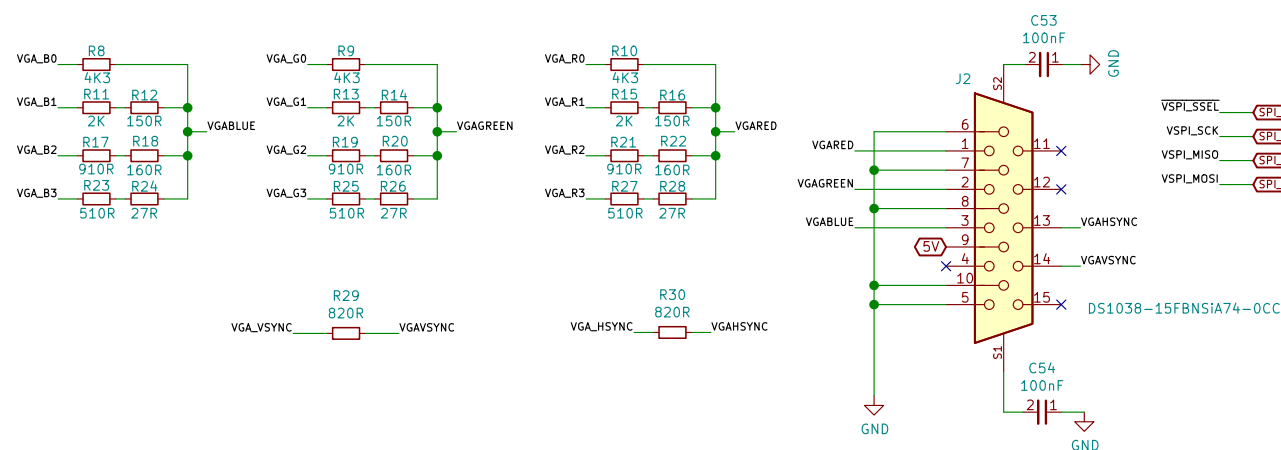 VGA_B0
R8
4K3
VGA_B1
R11
2K
R12
150R
VGABLUE
VGA_B2
R17
910R
R18
160R
VGA_B3
R23
510R
R24
27R
VGA_G0
R9
4K3
VGA_G1
R13
2K
R14
150R
VGAGREEN
VGA_G2
R19
910R
R20
160R
VGA_G3
R25
510R
R26
27R
VGA_R0
R10
4K3
VGA_R1
R15
2K
R16
150R
VGARED
VGA_R2
R21
910R
R22
160R
VGA_R3
R27
510R
R28
27R
VGA_VSYNC
R29
820R
VGAVSYNC
VGA_HSYNC
R30
820R
VGAHSYNC
C53
100nF
2 1
GND
S2
J2
6
VGARED
1
11
7
VGAGREEN
2
12
8
VGABLUE
3
13
VGAHSYNC
5V
9
4
14
VGAVSYNC
10
5
15
DS1038-15FBNSiA74-0CC
S1
C54
100nF
2 1
GND
GND
VSPI_SSEL
SPI_
VSPI_SCK
SPI_
VSPI_MISO
SPI_
VSPI_MOSI
SPI_